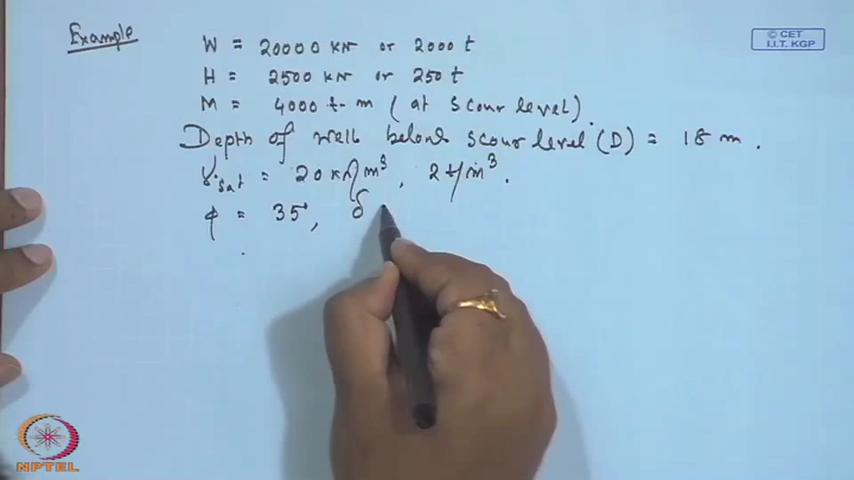 Example
© CET
I.I.T. KGP
W = 20000 kN or 2000 t
H = 2500 kN or 250 t
M = 4000 t-m (at scour level).
Depth of well below scour level (D) = 18 m.
γsat = 20 kN/m³, 2 t/m³.
φ = 35°, δ
NPTEL